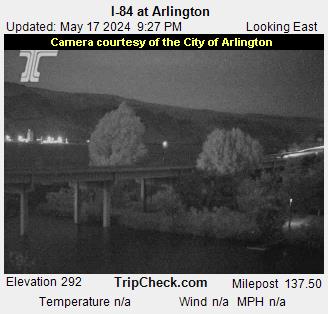 I-84 at Arlington
Updated: May 17 2024 9:27 PM Looking East
Camera courtesy of the City of Arlington
Elevation 292 TripCheck.com Milepost 137.50
Temperature n/a Wind n/a MPH n/a